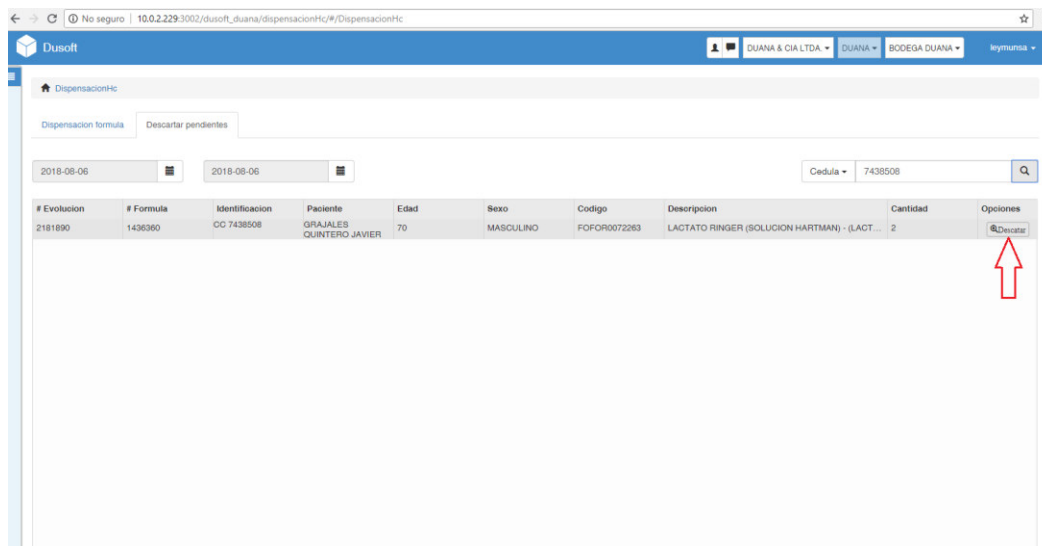 No seguro | 10.0.2.229:3002/dusoft_duana/dispensacionHc/#/DispensacionHc
Dusoft DUANA & CIA LTDA. DUANA BODEGA DUANA leymunsa
DispensacionHc
Dispensacion formula Descartar pendientes
2018-08-06 2018-08-06 Cedula 7438508
# Evolucion # Formula Identificacion Paciente Edad Sexo Codigo Descripcion Cantidad Opciones
2181890 1436360 CC 7438508 GRAJALES 70 MASCULINO FOFOR0072263 LACTATO RINGER (SOLUCION HARTMAN) - (LACT... 2 Descatar
QUINTERO JAVIER